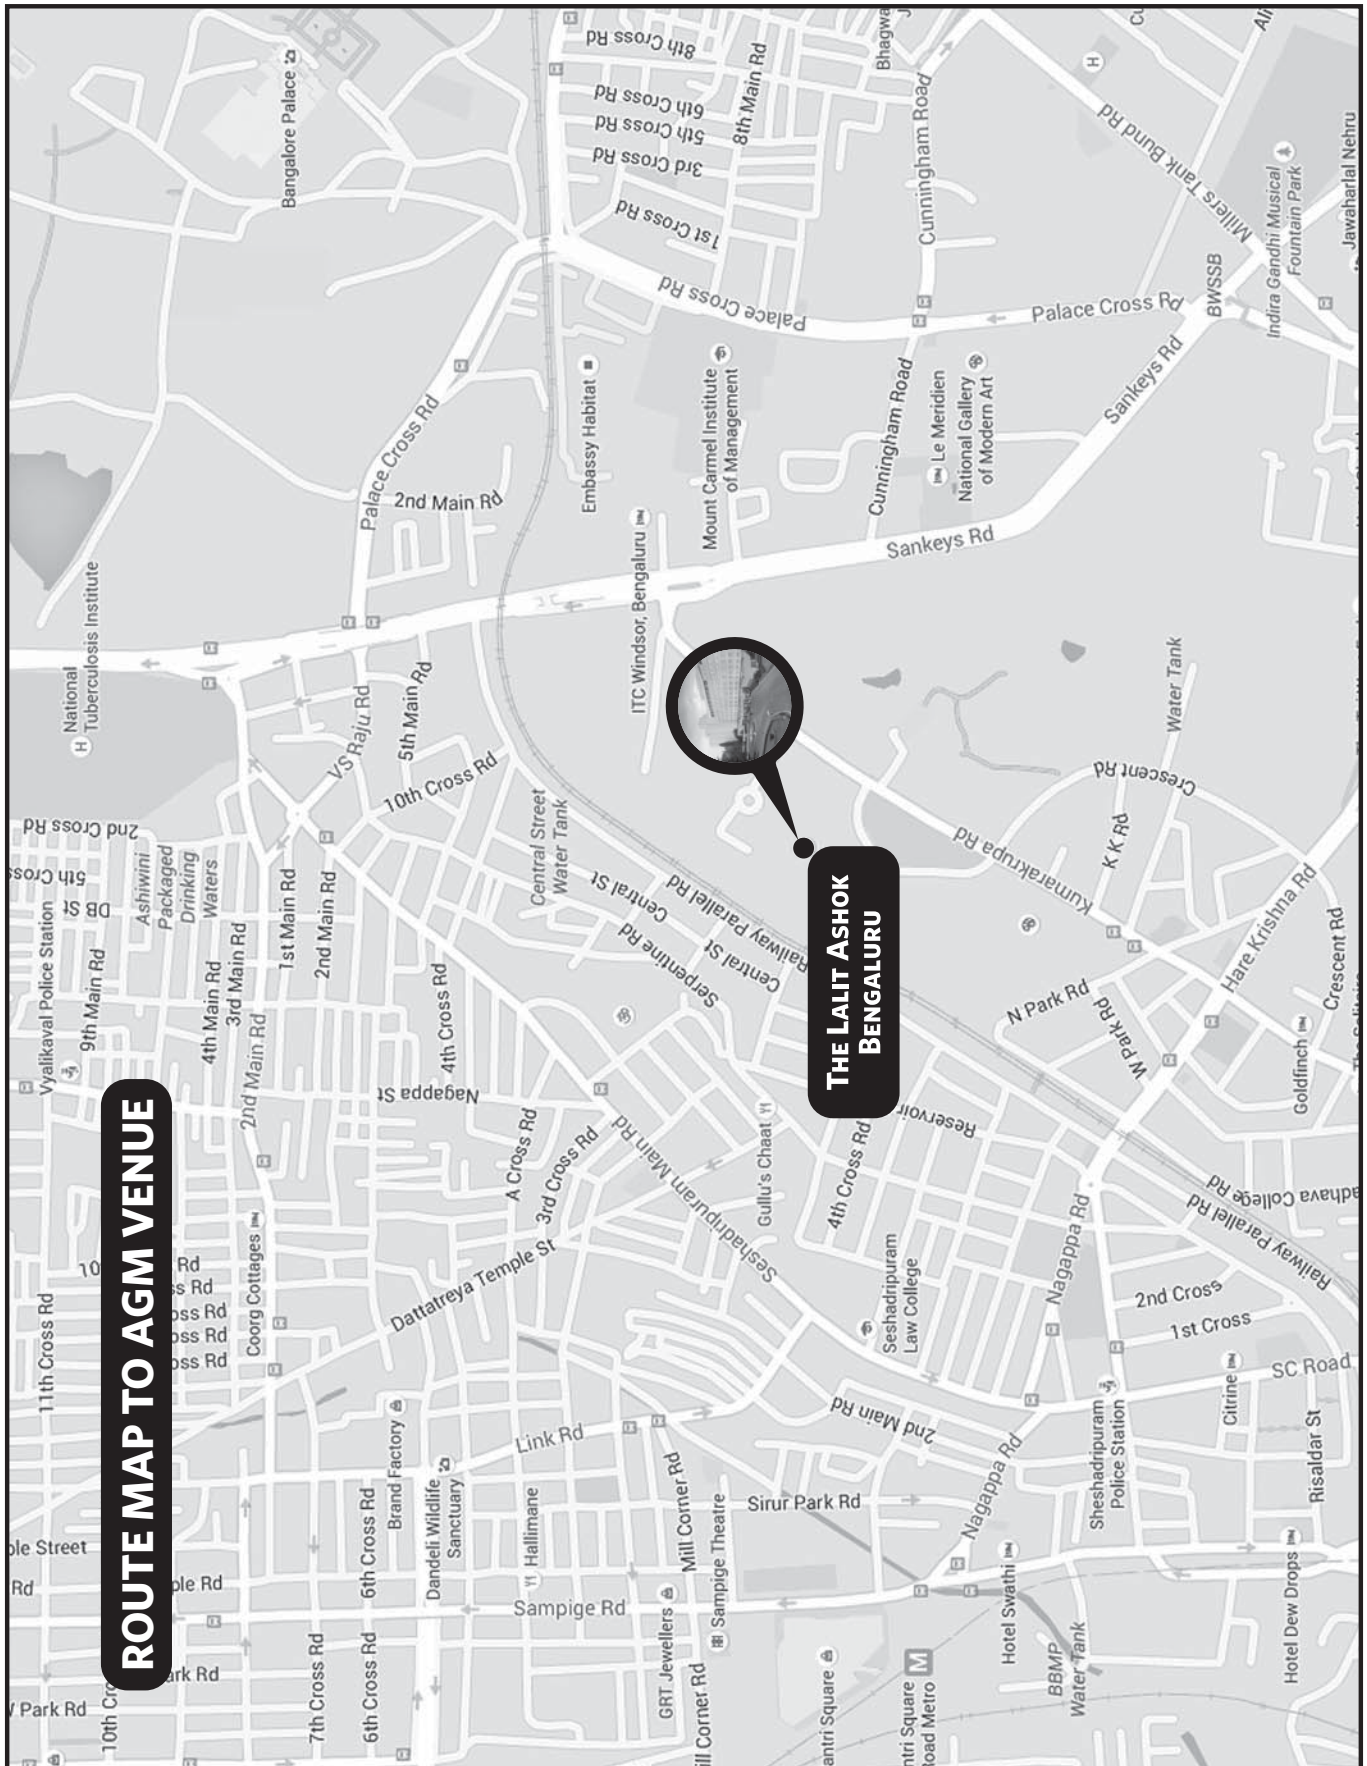 ROUTE MAP TO AGM VENUE
Park Rd
Rd
11th Cross Rd
Vyalikaval Police Station
DB St
5th Cross
2nd Cross Rd
National
Tuberculosis Institute
9th Main Rd
Ashiwini
Packaged
Drinking
Waters
4th Main Rd
3rd Main Rd
2nd Main Rd
Coorg Cottages
1st Main Rd
2nd Main Rd
Bangalore Palace
7th Cross Rd
6th Cross Rd
6th Cross Rd
Brand Factory
Dattatreya Temple St
Nagappa St
4th Cross Rd
VS Raju Rd
5th Main Rd
10th Cross Rd
Palace Cross Rd
2nd Main Rd
Dandeli Wildlife
Sanctuary
Sampige Rd
Hallimane
Link Rd
A Cross Rd
3rd Cross Rd
Central Street
Water Tank
Central St
Serpentine Rd
Central St
Railway Parallel Rd
Embassy Habitat
8th Cross Rd
6th Cross Rd
5th Cross Rd
3rd Cross Rd
1st Cross Rd
8th Main Rd
Palace Cross Rd
ITC Windsor, Bengaluru
GRT Jewellers
Mill Corner Rd
Sampige Theatre
Seshadripuram Main Rd
Gullu's Chaat
Mount Carmel Institute
of Management
Sirur Park Rd
2nd Main Rd
4th Cross Rd
THE LALIT ASHOK
BENGALURU
Reservoir
Seshadripuram
Law College
Cunningham Road
Cunningham Road
Le Meridien
National Gallery
of Modern Art
Sankeys Rd
Kumarakrupa Rd
Nagappa Rd
Nagappa Rd
Hotel Swathi
BBMP
Water Tank
N Park Rd
W Park Rd
K K Rd
Crescent Rd
Water Tank
Palace Cross Rd
Sankeys Rd
Millers Tank Bund Rd
BWSSB
Sheshadripuram
Police Station
2nd Cross
1st Cross
Railway Parallel Rd
Hare Krishna Rd
Indira Gandhi Musical
Fountain Park
Citrine
SC Road
Hotel Dew Drops
Risaldar St
Goldfinch
Crescent Rd
Jawaharlal Nehru